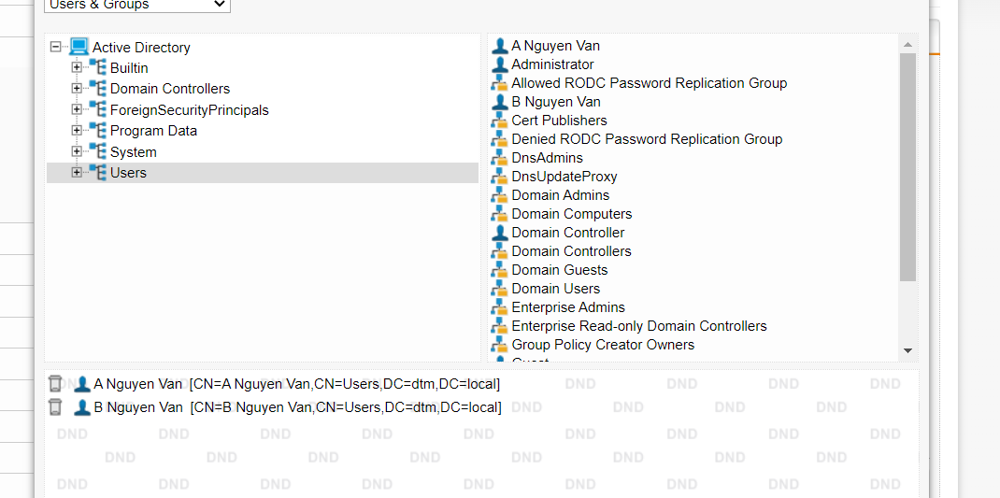 Users & Groups
Active Directory
Builtin
Domain Controllers
ForeignSecurityPrincipals
Program Data
System
Users
A Nguyen Van
Administrator
Allowed RODC Password Replication Group
B Nguyen Van
Cert Publishers
Denied RODC Password Replication Group
DnsAdmins
DnsUpdateProxy
Domain Admins
Domain Computers
Domain Controller
Domain Controllers
Domain Guests
Domain Users
Enterprise Admins
Enterprise Read-only Domain Controllers
Group Policy Creator Owners
A Nguyen Van [CN=A Nguyen Van,CN=Users,DC=dtm,DC=local] DND DND DND DND
B Nguyen Van [CN=B Nguyen Van,CN=Users,DC=dtm,DC=local] DND DND DND DND
DND DND DND DND DND DND DND DND DND
DND DND DND DND DND DND DND DND
DND DND DND DND DND DND DND DND DND